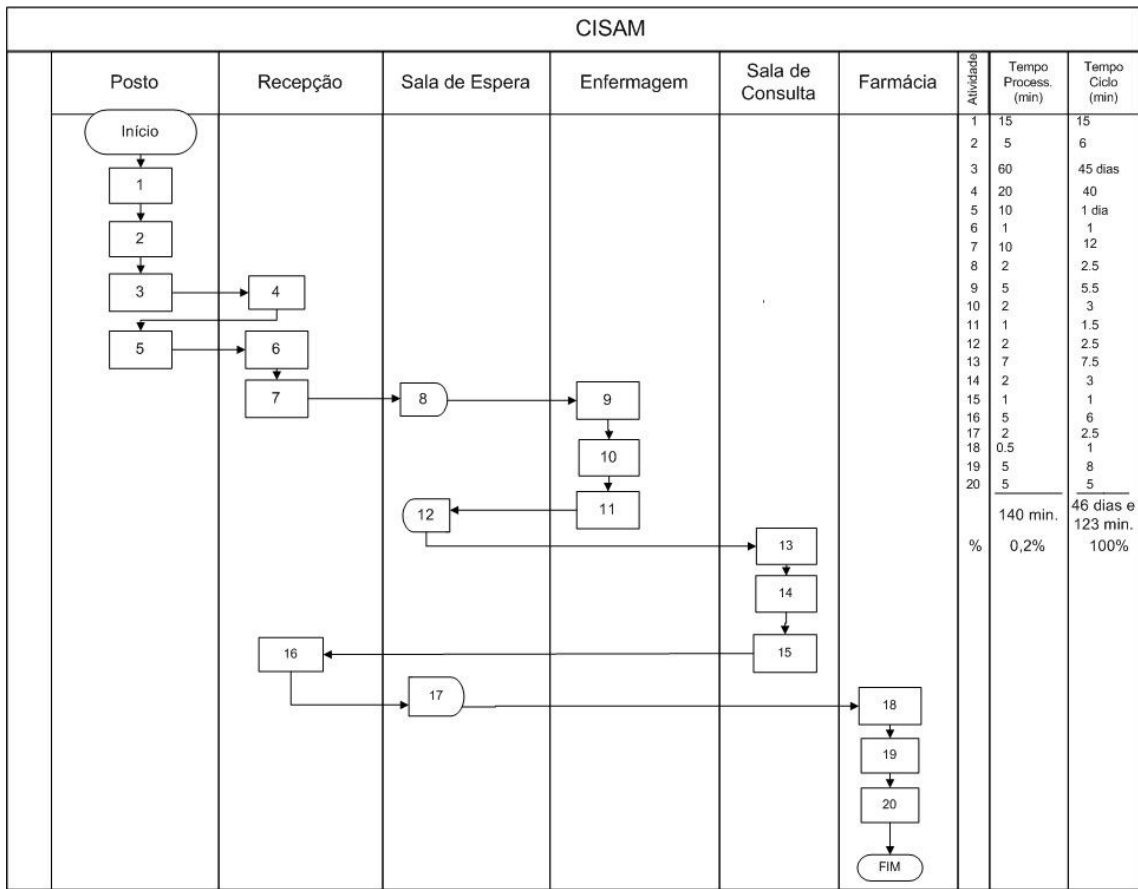 CISAM
Posto
Recepção
Sala de Espera
Enfermagem
Sala de
Consulta
Farmácia
Atividade
Tempo
Process.
(min)
Tempo
Ciclo
(min)
Início
1
2
3
4
5
6
7
8
9
10
11
12
13
14
15
16
17
18
19
20
FIM
1 15 15
2 5 6
3 60 45 dias
4 20 40
5 10 1 dia
6 1 1
7 10 12
8 2 2.5
9 5 5.5
10 2 3
11 1 1.5
12 2 2.5
13 7 7.5
14 2 3
15 1 1
16 5 6
17 2 2.5
18 0.5 1
19 5 8
20 5 5
140 min.
46 dias e
123 min.
% 0,2% 100%